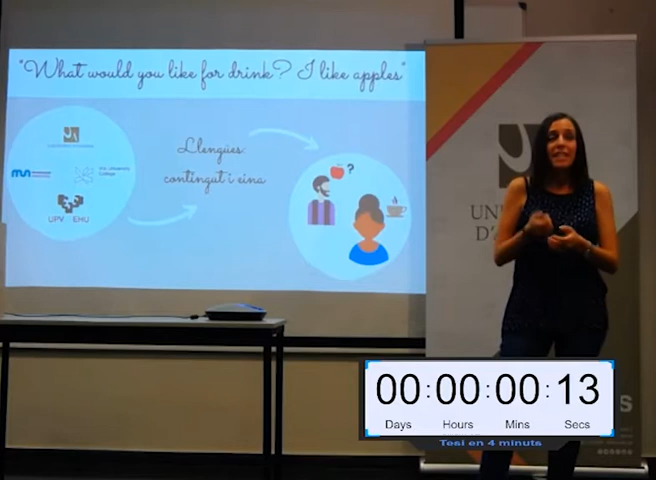 "What would you like for drink? I like apples"
Llengües:
contingut i eina
?
UPV EHU
UNI
D'A
00:00:00:13
Days Hours Mins Secs
Tesi en 4 minuts